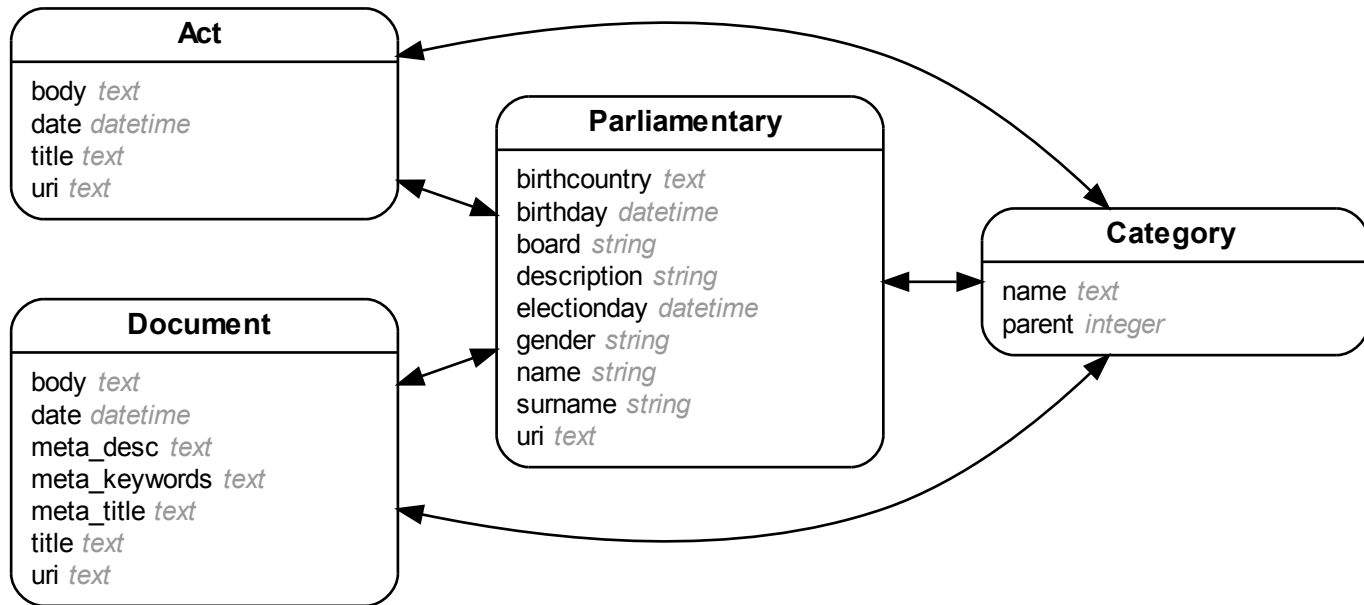 Act
body text
date datetime
title text
uri text
Parliamentary
birthcountry text
birthday datetime
board string
description string
electionday datetime
gender string
name string
surname string
uri text
Category
name text
parent integer
Document
body text
date datetime
meta_desc text
meta_keywords text
meta_title text
title text
uri text